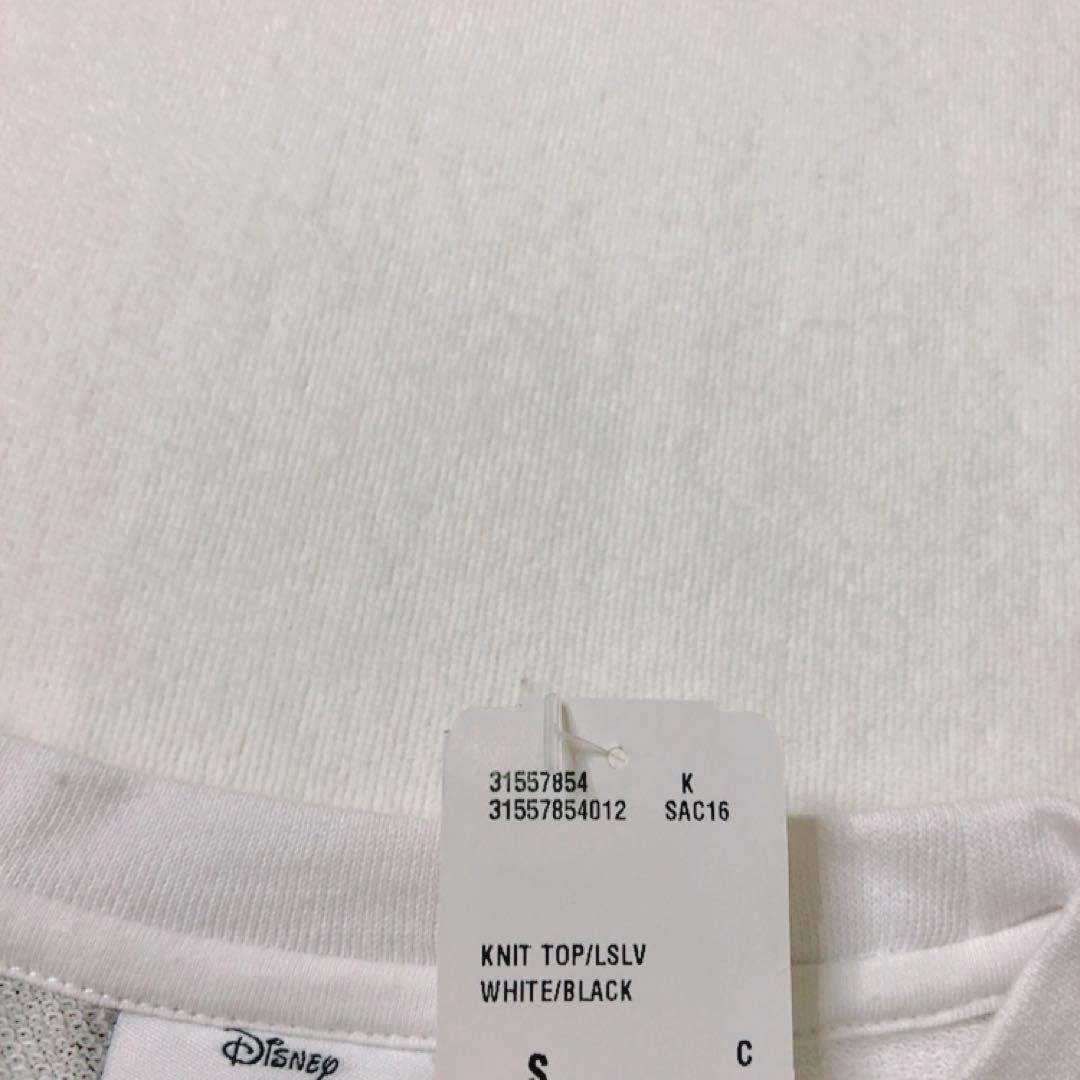 31557854 K
31557854012 SAC16
KNIT TOP/LSLV
WHITE/BLACK
S C
DISNEY